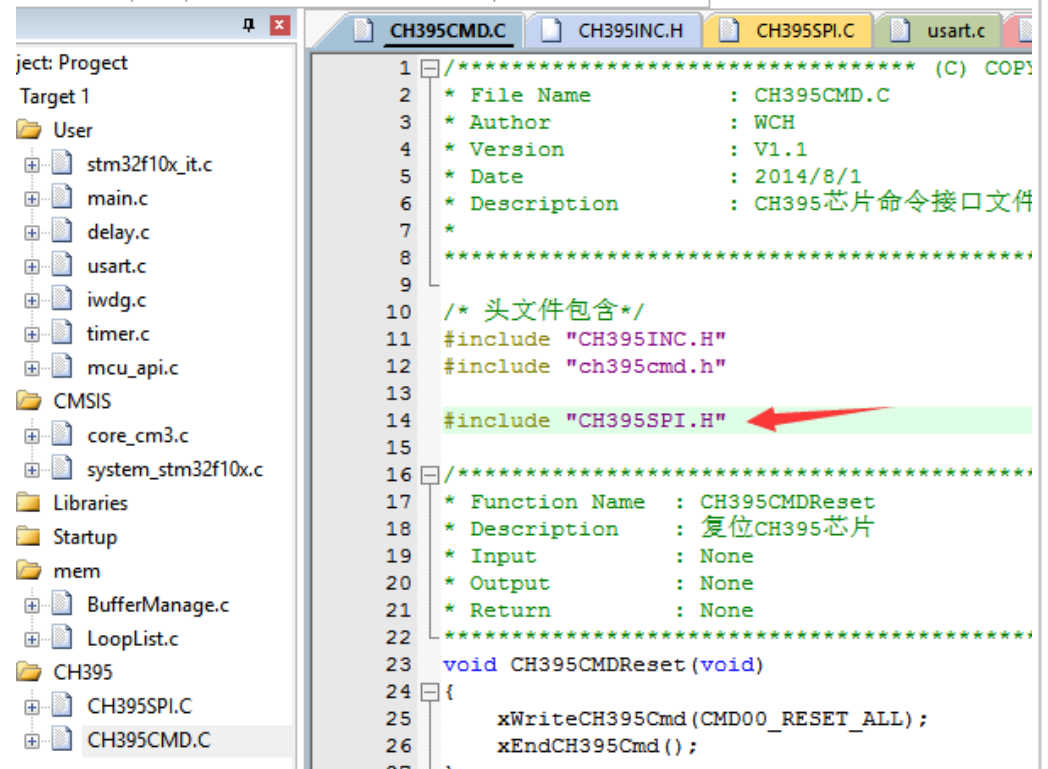 ject: Progect
Target 1
User
stm32f10x_it.c
main.c
delay.c
usart.c
iwdg.c
timer.c
mcu_api.c
CMSIS
core_cm3.c
system_stm32f10x.c
Libraries
Startup
mem
BufferManage.c
LoopList.c
CH395
CH395SPI.C
CH395CMD.C
CH395CMD.C CH395INC.H CH395SPI.C usart.c
1 /********************************** (C) COPY
2 * File Name : CH395CMD.C
3 * Author : WCH
4 * Version : V1.1
5 * Date : 2014/8/1
6 * Description : CH395芯片命令接口文件
7 *
8 ********************************************
9
10 /* 头文件包含*/
11 #include "CH395INC.H"
12 #include "ch395cmd.h"
13
14 #include "CH395SPI.H"
15
16 /*******************************************
17 * Function Name : CH395CMDReset
18 * Description : 复位CH395芯片
19 * Input : None
20 * Output : None
21 * Return : None
22 ********************************************
23 void CH395CMDReset(void)
24 {
25 xWriteCH395Cmd(CMD00_RESET_ALL);
26 xEndCH395Cmd();